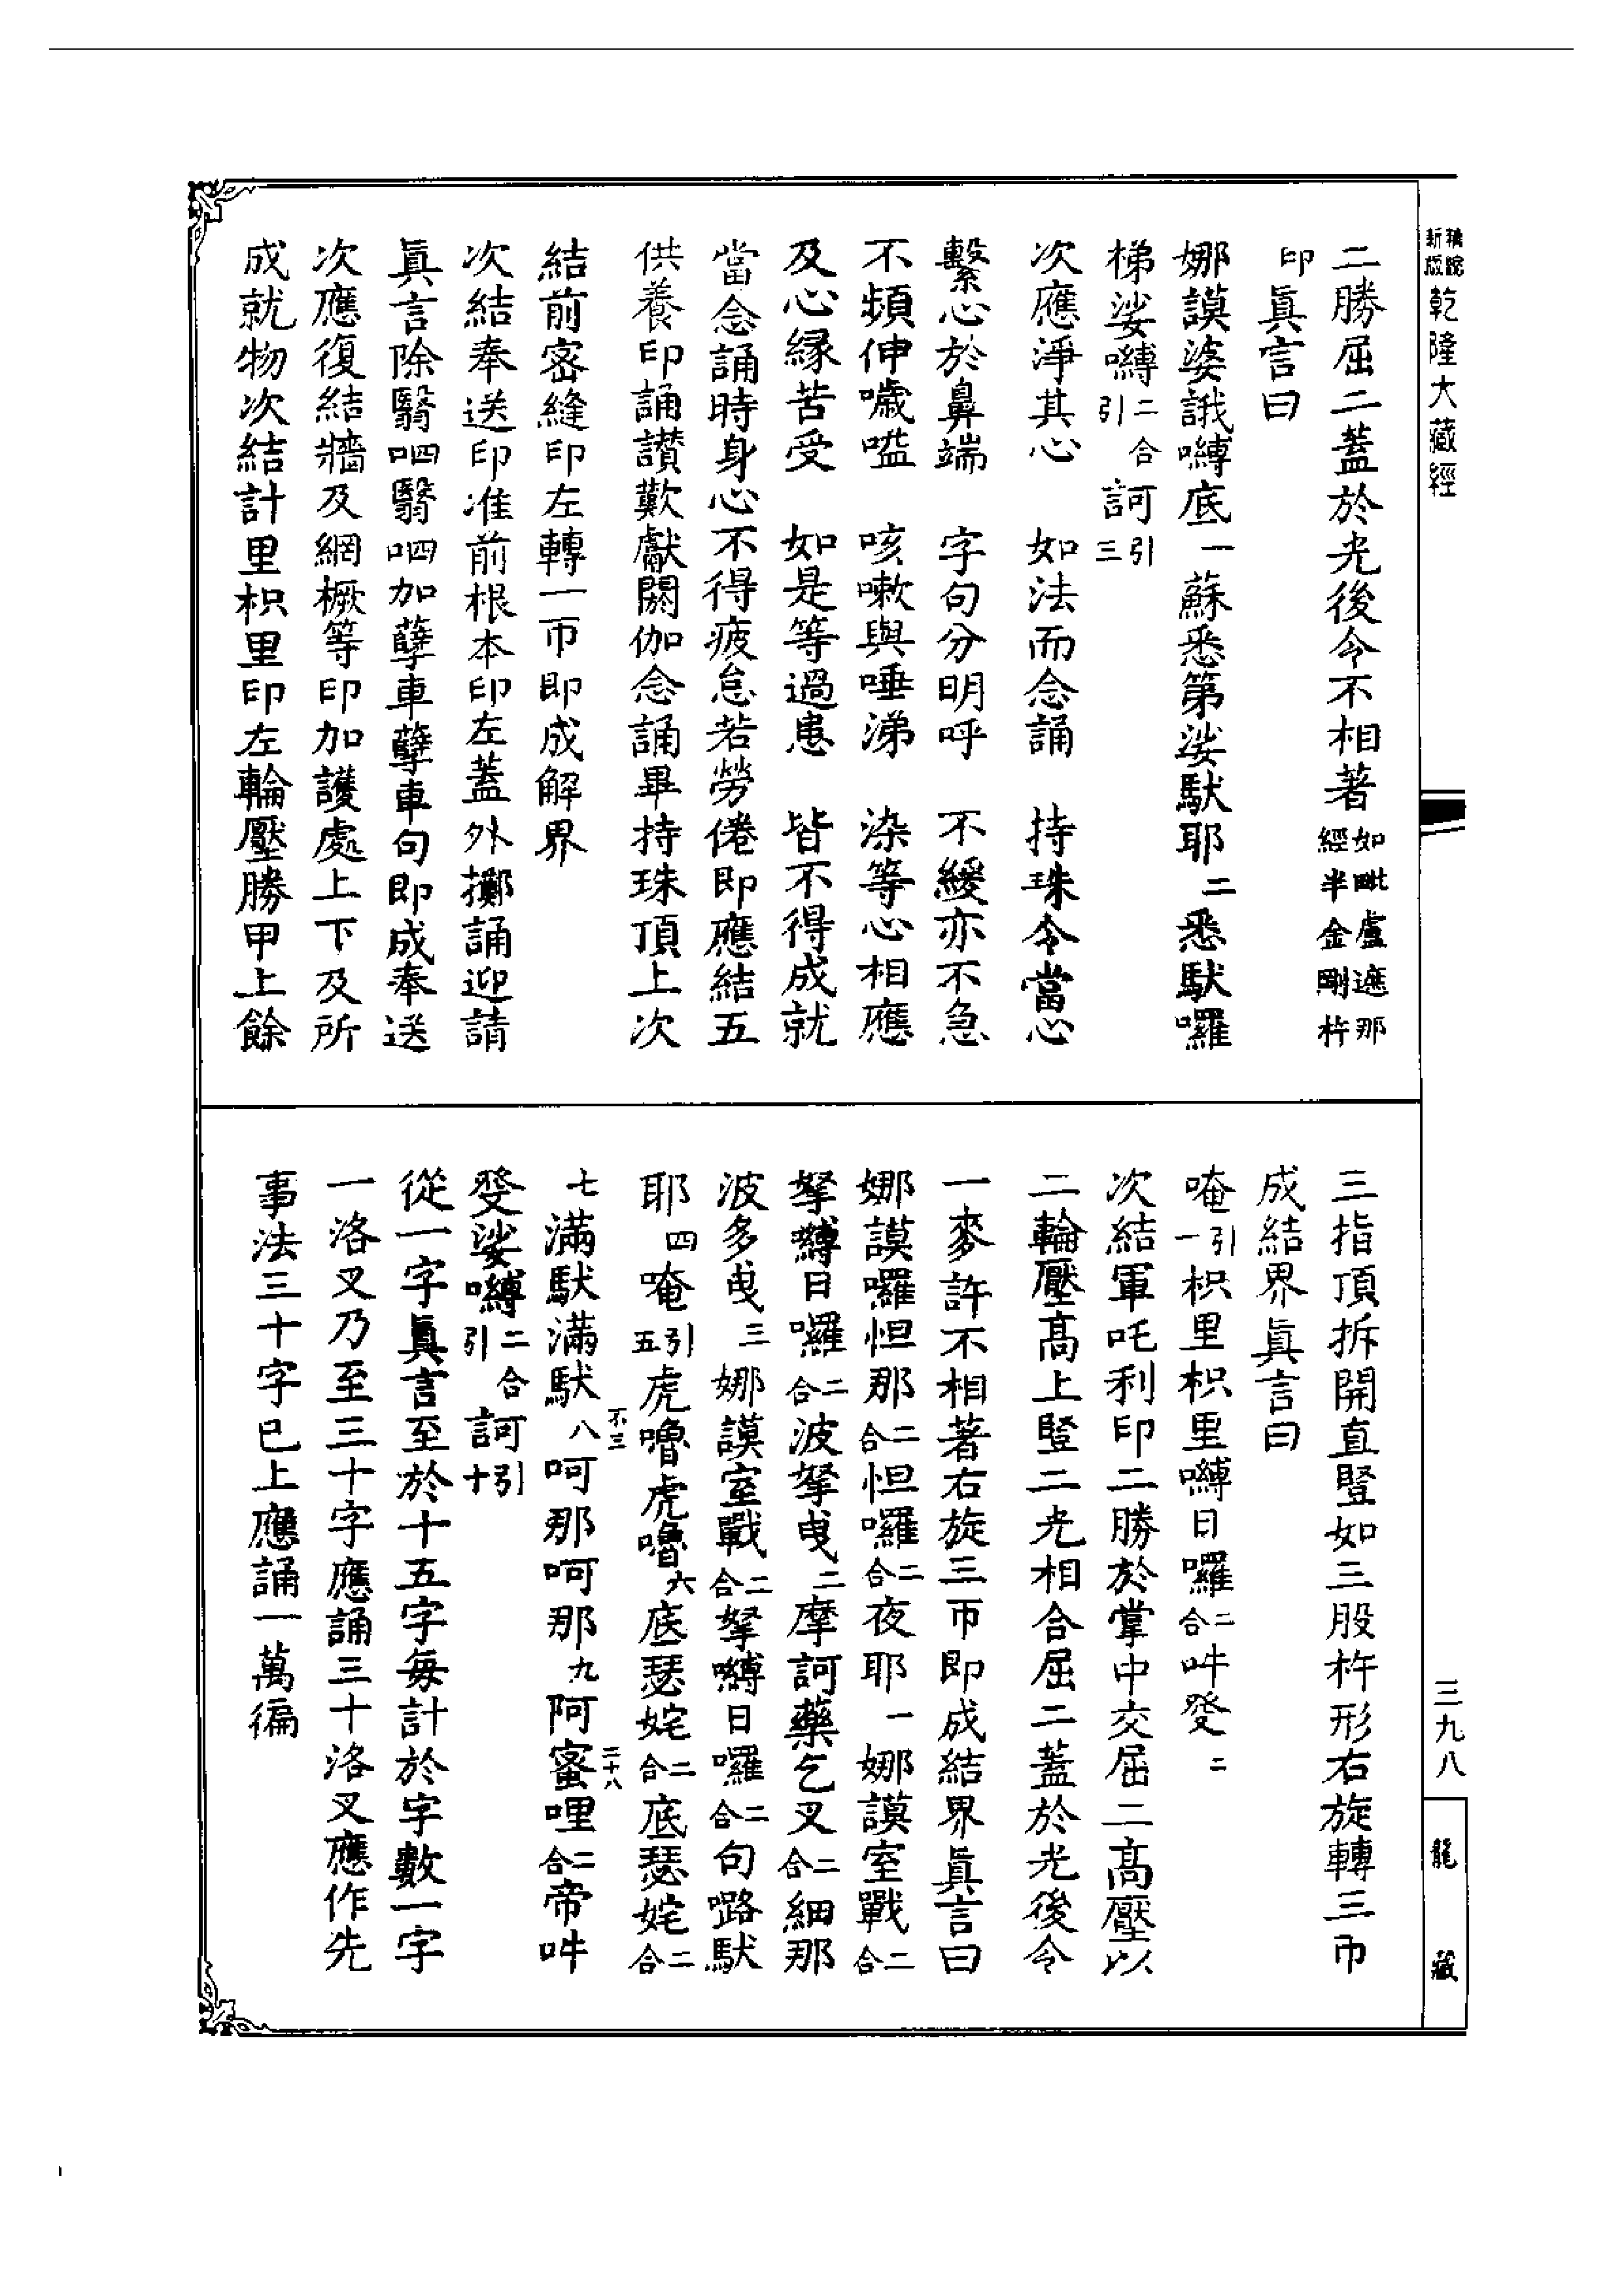 精院
新版
乾隆大藏經
二勝屈二蓋於光後令不相著如毗盧遮那經半金剛杵
印眞言曰
娜謨婆誐嚩底一蘇悉第娑馱耶二悉馱囉
梯娑嚩二合引訶引三
次應淨其心　如法而念誦　持珠令當心
繫心於鼻端　字句分明呼　不緩亦不急
不頻伸噦嗌　咳嗽與唾涕　染等心相應
及心緣苦受　如是等過患　皆不得成就
當念誦時身心不得疲怠若勞倦即應結五
供養印誦讃歎獻閼伽念誦畢持珠頂上次
結前密縫印左轉一帀即成解界
次結奉送印准前根本印左蓋外擲誦迎請
眞言除翳呬翳呬加孽車孽車句即成奉送
次應復結牆及網橛等印加護處上下及所
成就物次結計里枳里印左輪壓勝甲上餘
三指頂拆開直豎如三股杵形右旋轉三帀
成結界眞言曰
唵引一枳里枳里嚩日囉二合吽發二
次結軍吒利印二勝於掌中交屈二高壓以
二輪壓高上豎二光相合屈二蓋於光後令
一麥許不相著右旋三帀即成結界眞言曰
娜謨囉怛那二合怛囉二合夜耶一娜謨室戰二合
拏嚩日囉二合波拏曳二摩訶藥乞叉二合細那
波多曳三娜謨室戰二合拏嚩日囉二合句嚕馱
耶四唵引五虎嚕虎嚕六底瑟姹二合底瑟姹二合
七滿馱滿馱八呵那呵那九阿蜜哩二合帝吽
發娑嚩二合引訶引十
不三
二十八
從一字眞言至於十五字每計於字數一字
一洛叉乃至三十字應誦三十洛叉應作先
事法三十字已上應誦一萬徧
三九八
龍藏